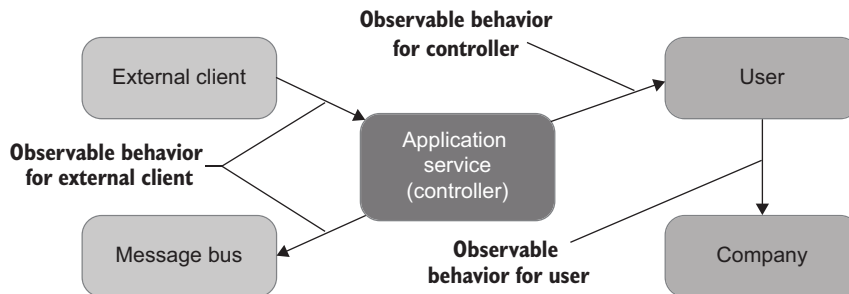 Observable behavior
for controller
External client
User
Application
service
(controller)
Observable behavior
for external client
Message bus
Observable
behavior for user
Company